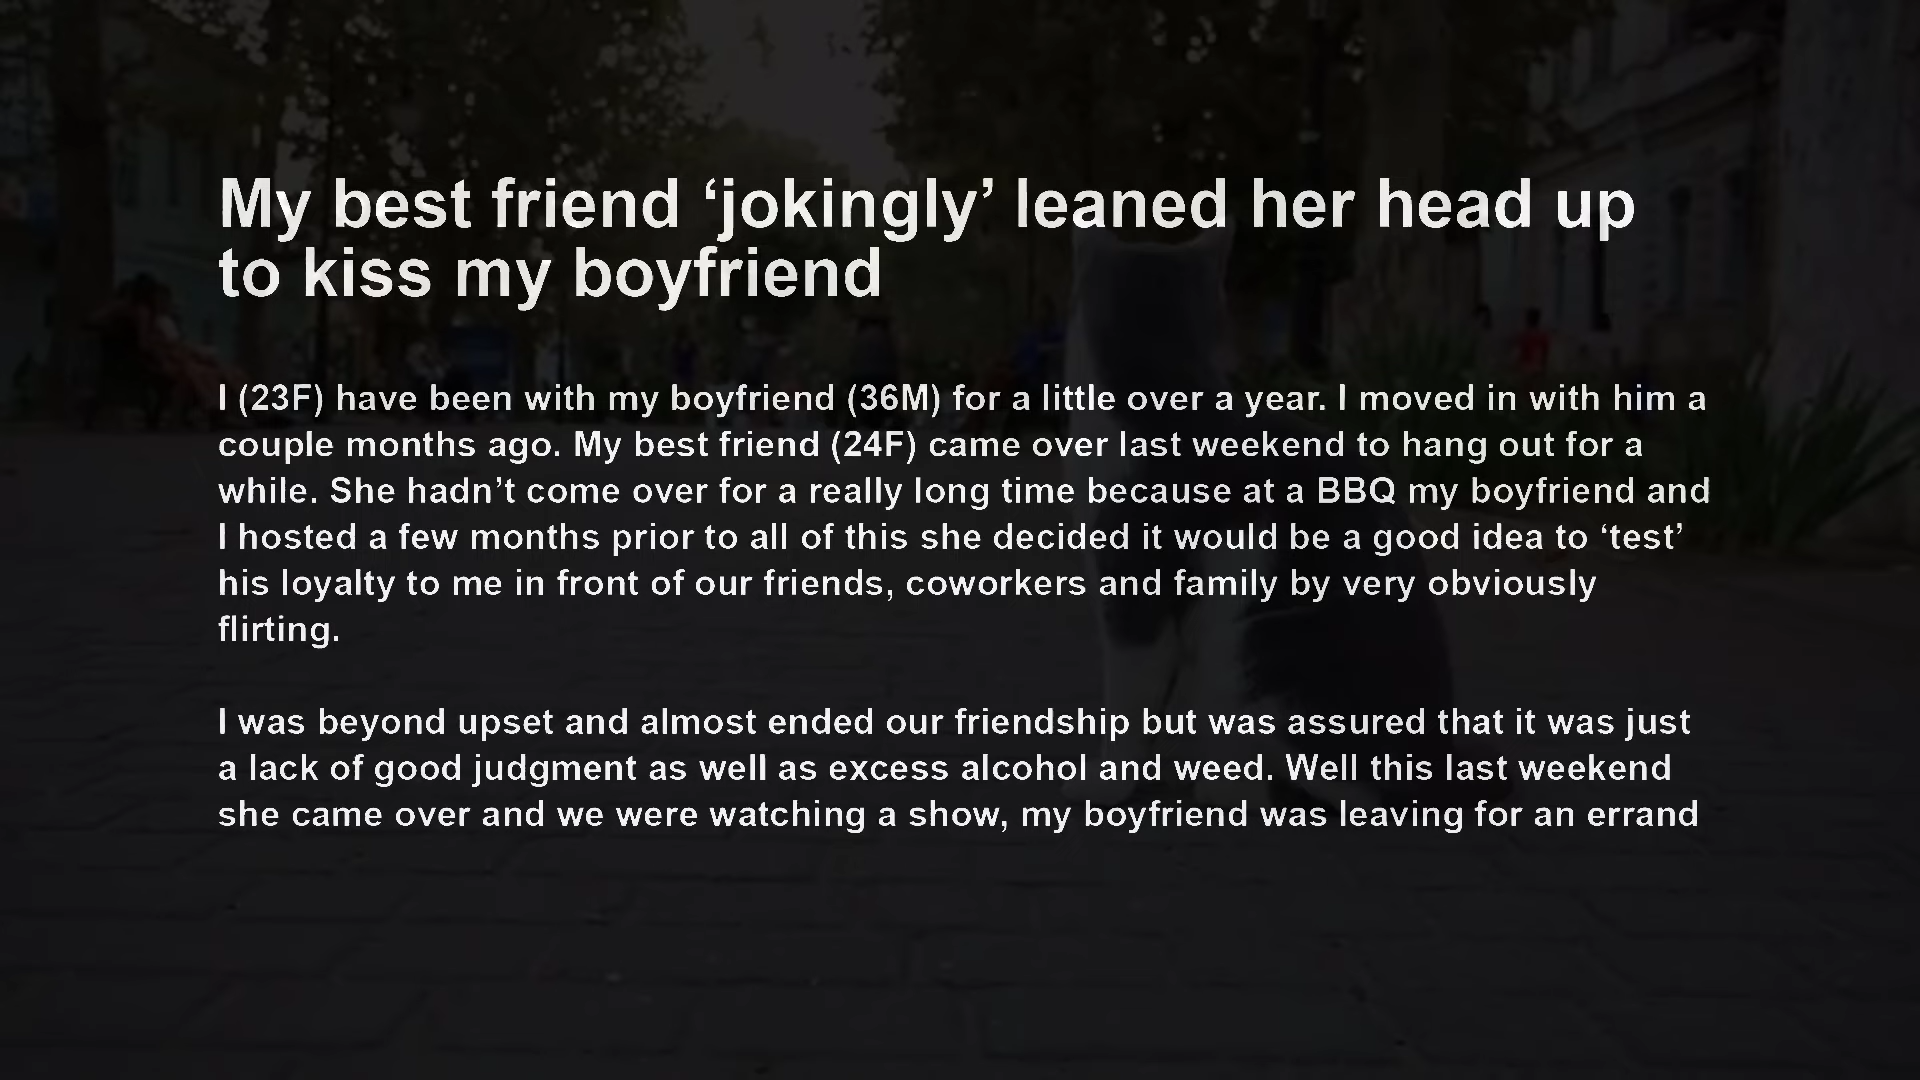 My best friend ‘jokingly’ leaned her head up
to kiss my boyfriend
I (23F) have been with my boyfriend (36M) for a little over a year. I moved in with him a
couple months ago. My best friend (24F) came over last weekend to hang out for a
while. She hadn’t come over for a really long time because at a BBQ my boyfriend and
I hosted a few months prior to all of this she decided it would be a good idea to ‘test’
his loyalty to me in front of our friends, coworkers and family by very obviously
flirting.
I was beyond upset and almost ended our friendship but was assured that it was just
a lack of good judgment as well as excess alcohol and weed. Well this last weekend
she came over and we were watching a show, my boyfriend was leaving for an errand